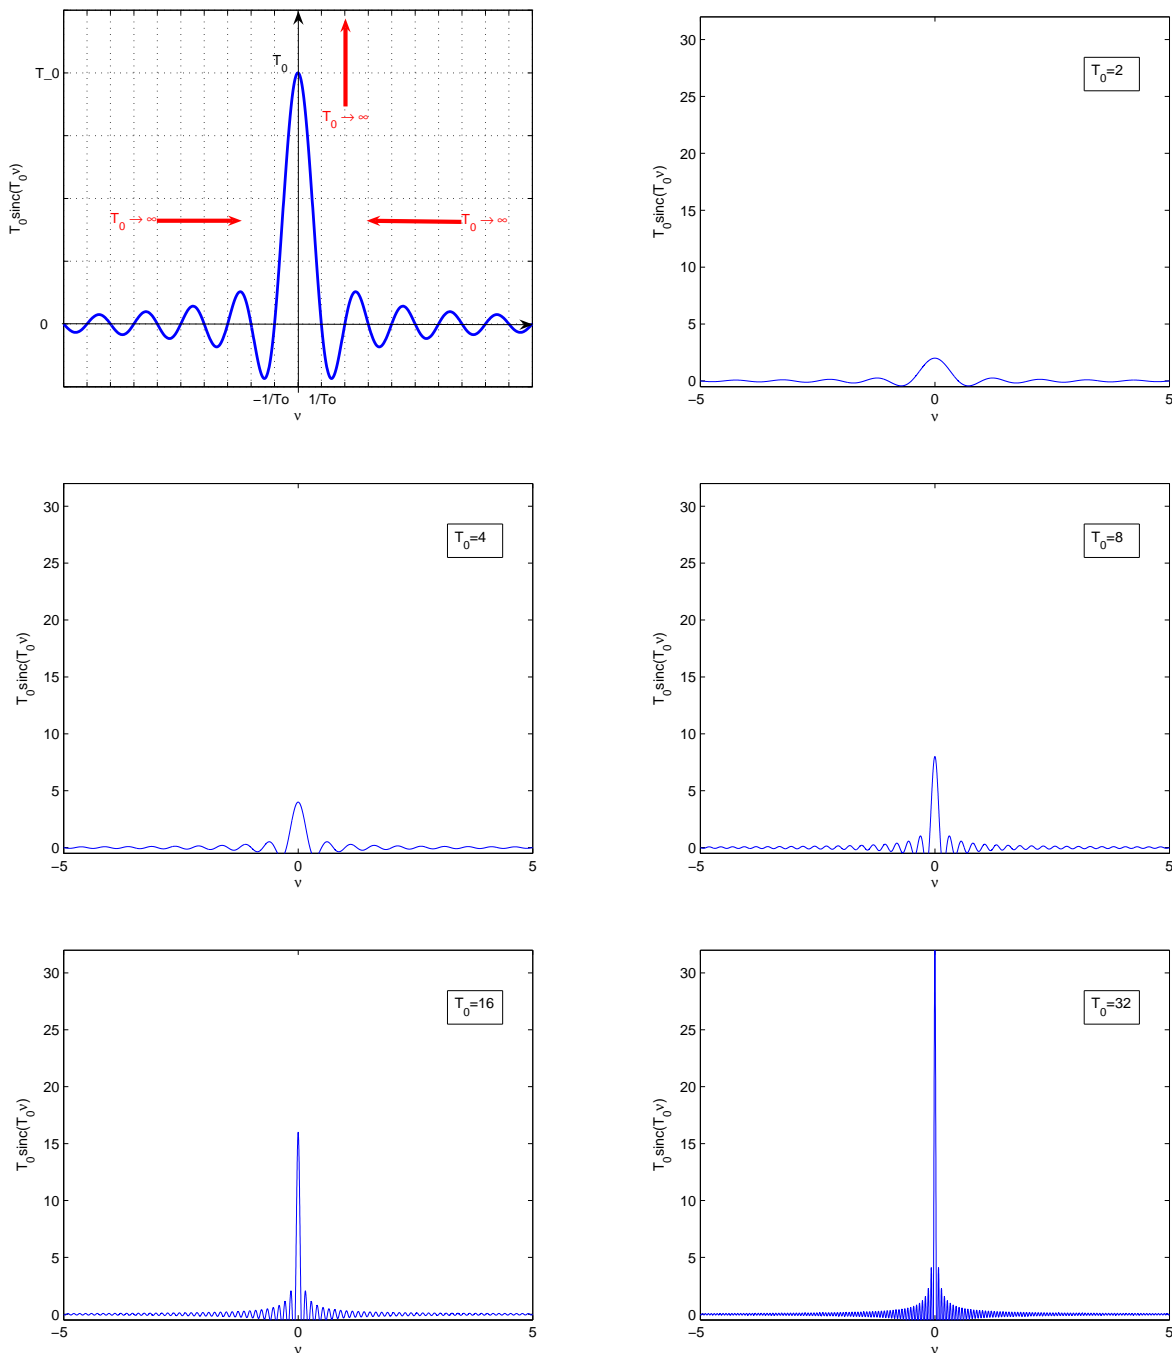 T_0
T₀
T₀ → ∞
T₀ → ∞
T₀ → ∞
T₀sinc(T₀ν)
0
−1/To
1/To
ν
T₀=2
30
25
20
15
10
5
0
T₀sinc(T₀ν)
−5
0
5
ν
T₀=4
30
25
20
15
10
5
0
T₀sinc(T₀ν)
−5
0
5
ν
T₀=8
30
25
20
15
10
5
0
T₀sinc(T₀ν)
−5
0
5
ν
T₀=16
30
25
20
15
10
5
0
T₀sinc(T₀ν)
−5
0
5
ν
T₀=32
30
25
20
15
10
5
0
T₀sinc(T₀ν)
−5
0
5
ν